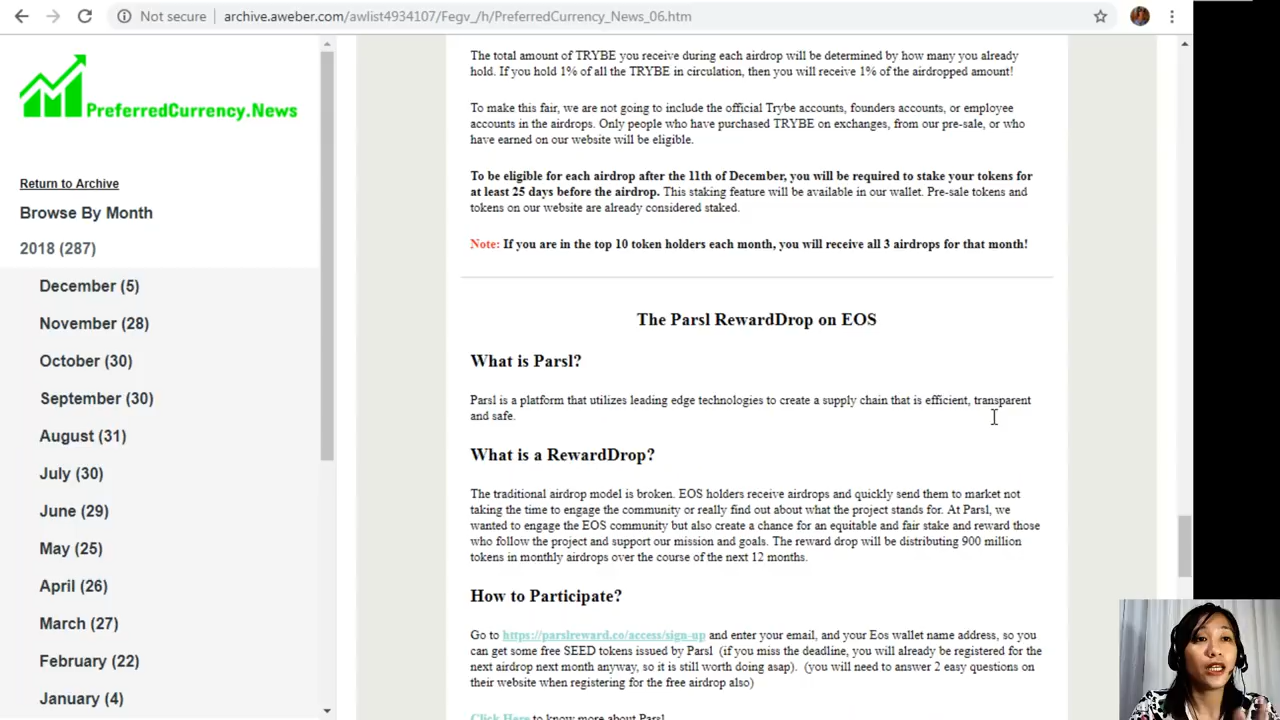 Not secure | archive.aweber.com/awlist4934107/Fegv_/h/PreferredCurrency_News_06.htm
PreferredCurrency.News
Return to Archive
Browse By Month
2018 (287)
December (5)
November (28)
October (30)
September (30)
August (31)
July (30)
June (29)
May (25)
April (26)
March (27)
February (22)
January (4)
The total amount of TRYBE you receive during each airdrop will be determined by how many you already
hold. If you hold 1% of all the TRYBE in circulation, then you will receive 1% of the airdropped amount!
To make this fair, we are not going to include the official Trybe accounts, founders accounts, or employee
accounts in the airdrops. Only people who have purchased TRYBE on exchanges, from our pre-sale, or who
have earned on our website will be eligible.
To be eligible for each airdrop after the 11th of December, you will be required to stake your tokens for
at least 25 days before the airdrop. This staking feature will be available in our wallet. Pre-sale tokens and
tokens on our website are already considered staked.
Note: If you are in the top 10 token holders each month, you will receive all 3 airdrops for that month!
The Parsl RewardDrop on EOS
What is Parsl?
Parsl is a platform that utilizes leading edge technologies to create a supply chain that is efficient, transparent
and safe.
What is a RewardDrop?
The traditional airdrop model is broken. EOS holders receive airdrops and quickly send them to market not
taking the time to engage the community or really find out about what the project stands for. At Parsl, we
wanted to engage the EOS community but also create a chance for an equitable and fair stake and reward those
who follow the project and support our mission and goals. The reward drop will be distributing 900 million
tokens in monthly airdrops over the course of the next 12 months.
How to Participate?
Go to https://parslreward.co/access/sign-up and enter your email, and your Eos wallet name address, so you
can get some free SEED tokens issued by Parsl (if you miss the deadline, you will already be registered for the
next airdrop next month anyway, so it is still worth doing asap). (you will need to answer 2 easy questions on
their website when registering for the free airdrop also)
Click Here to know more about Parsl